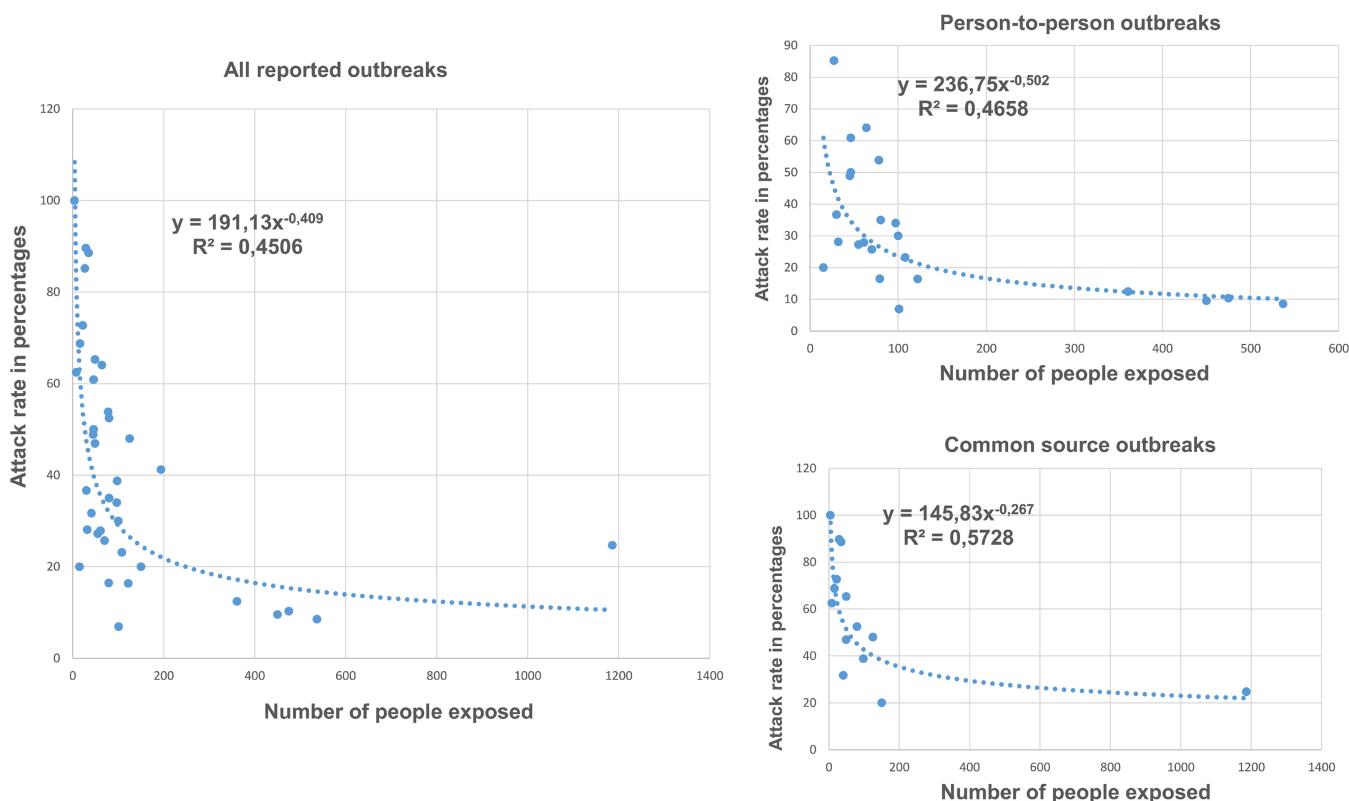 All reported outbreaks
120
100
80
60
40
20
0
y = 191,13x-0,409
R² = 0,4506
0 200 400 600 800 1000 1200 1400
Attack rate in percentages
Number of people exposed
Person-to-person outbreaks
90
80
70
60
50
40
30
20
10
0
y = 236,75x-0,502
R² = 0,4658
0 100 200 300 400 500 600
Attack rate in percentages
Number of people exposed
Common source outbreaks
120
100
80
60
40
20
0
y = 145,83x-0,267
R² = 0,5728
0 200 400 600 800 1000 1200 1400
Attack rate in percentages
Number of people exposed